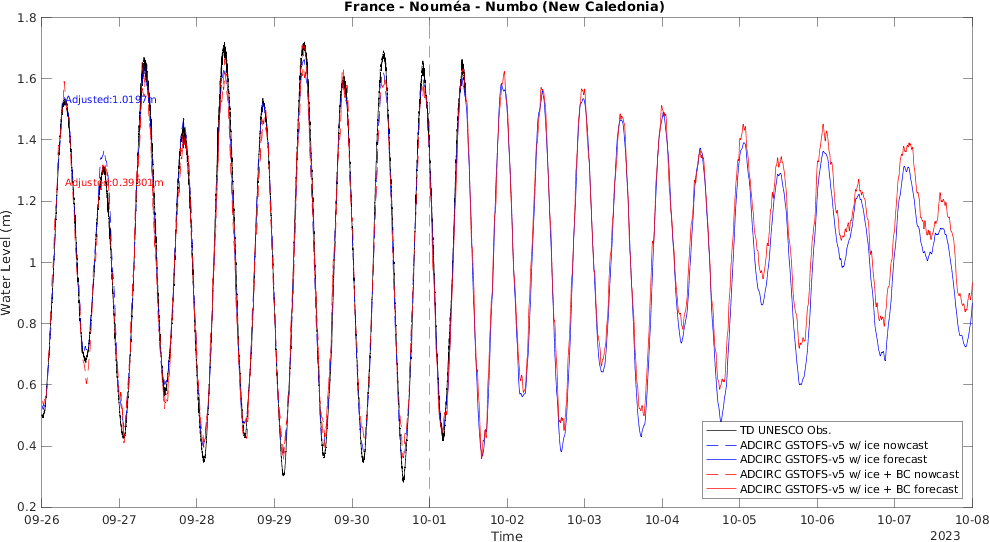 France - Nouméa - Numbo (New Caledonia)
Water Level (m)
1.8
1.6
1.4
1.2
1
0.8
0.6
0.4
0.2
Adjusted:1.0197m
Adjusted:0.39301m
TD UNESCO Obs.
ADCIRC GSTOFS-v5 w/ ice nowcast
ADCIRC GSTOFS-v5 w/ ice forecast
ADCIRC GSTOFS-v5 w/ ice + BC nowcast
ADCIRC GSTOFS-v5 w/ ice + BC forecast
09-26 09-27 09-28 09-29 09-30 10-01 10-02 10-03 10-04 10-05 10-06 10-07 10-08
Time
2023